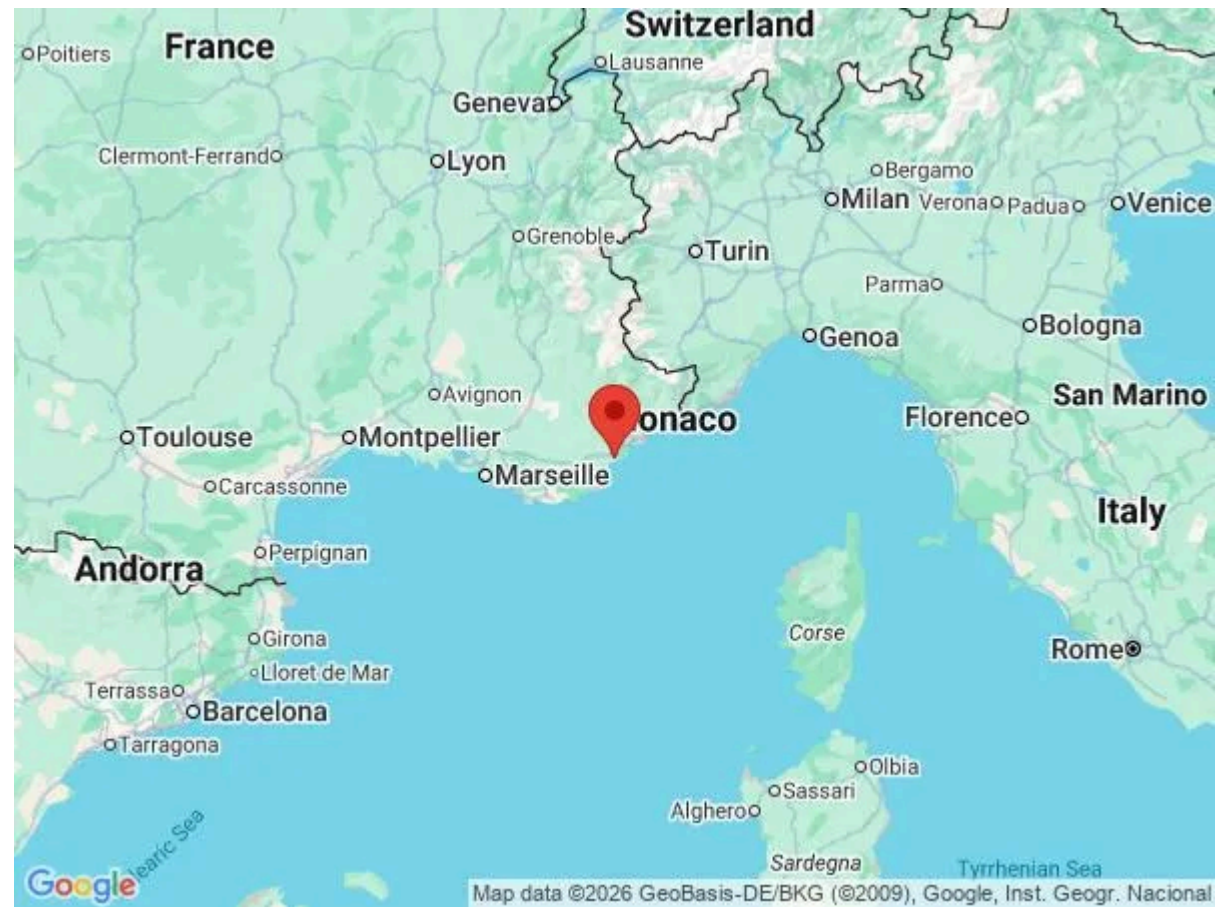 Switzerland
France
Poitiers
Lausanne
Geneva
Clermont-Ferrand
Lyon
Bergamo
Milan
Verona
Padua
Venice
Grenoble
Turin
Parma
Genoa
Bologna
Avignon
San Marino
onaco
Florence
Toulouse
Montpellier
Marseille
Carcassonne
Italy
Perpignan
Andorra
Corse
Girona
Rome
Lloret de Mar
Terrassa
Barcelona
Tarragona
Olbia
Sassari
Alghero
learic Sea
Sardegna
Tyrrhenian Sea
Google
Map data ©2026 GeoBasis-DE/BKG (©2009), Google, Inst. Geogr. Nacional